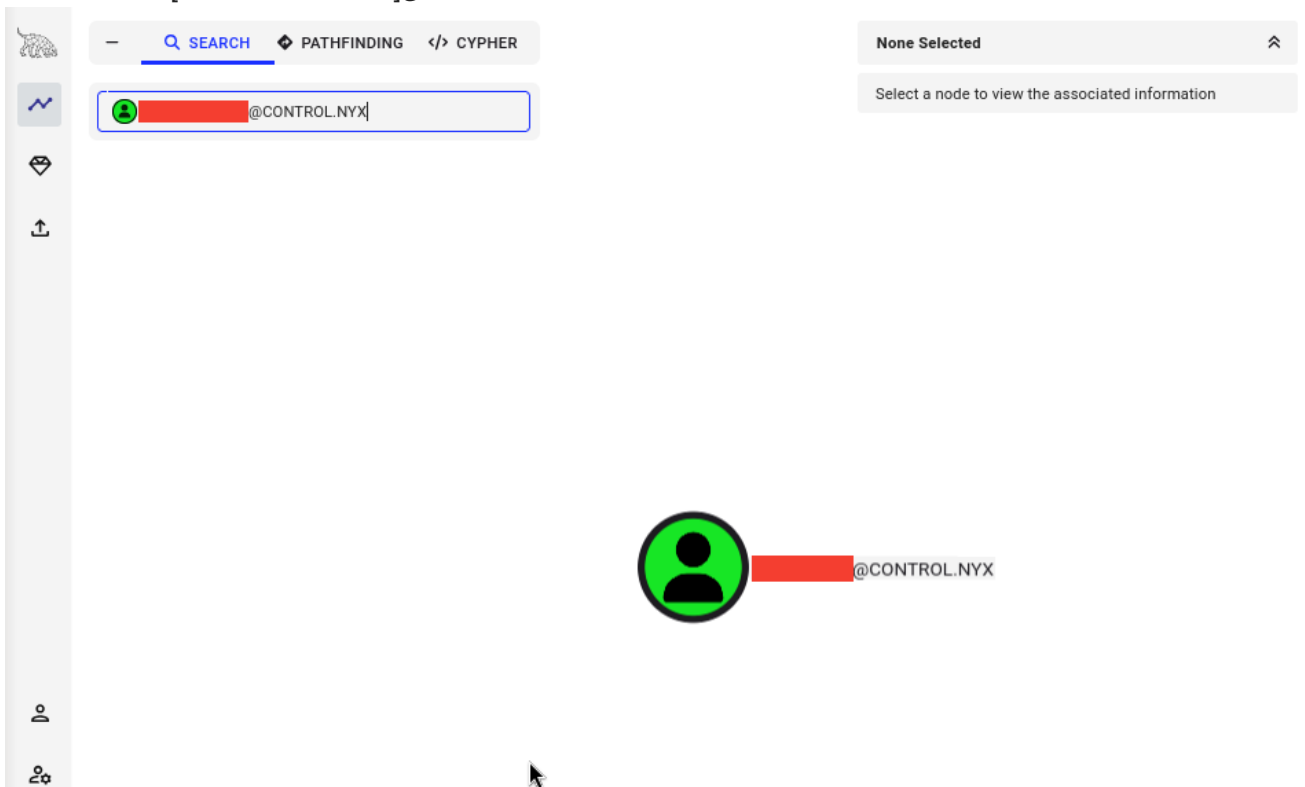 SEARCH PATHFINDING </> CYPHER
None Selected
@CONTROL.NYX
Select a node to view the associated information
@CONTROL.NYX